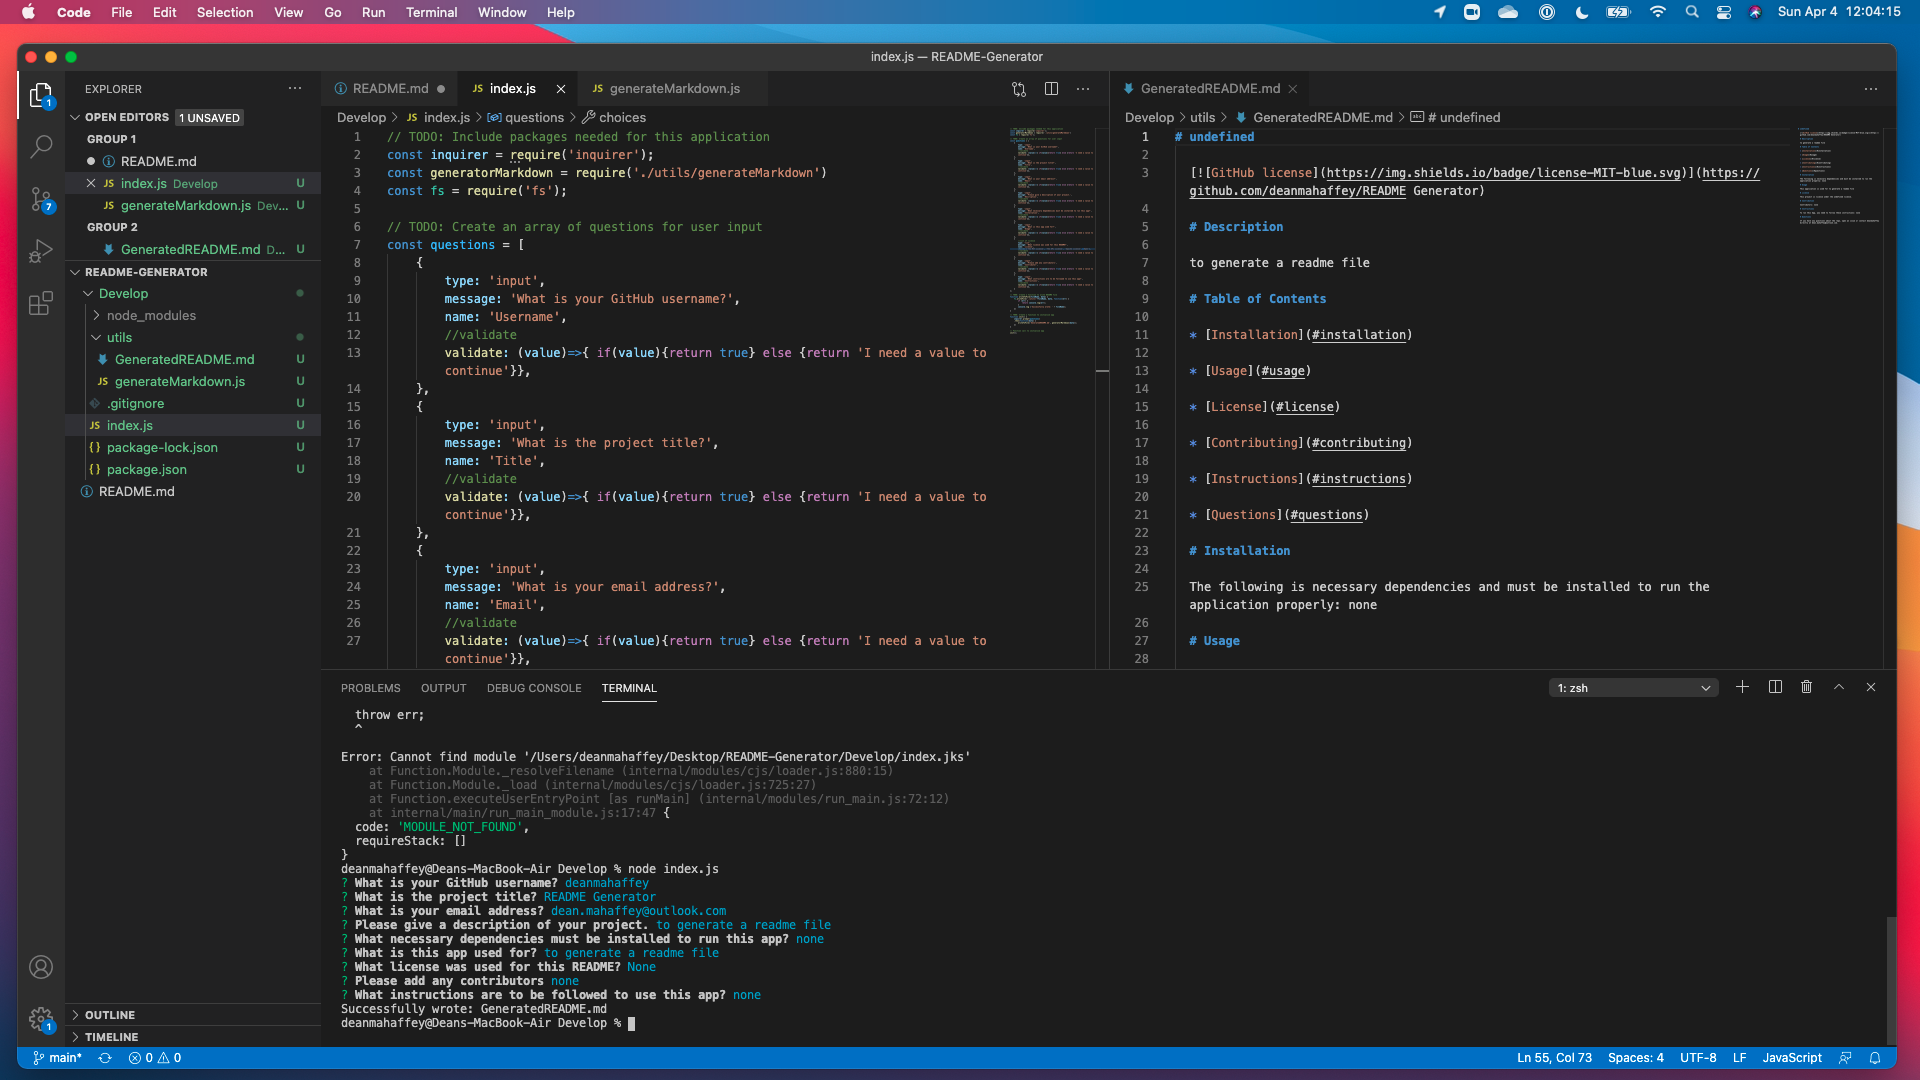 Code File Edit Selection View Go Run Terminal Window Help
Sun Apr 4 12:04:15
index.js — README-Generator
EXPLORER
OPEN EDITORS 1 UNSAVED
GROUP 1
README.md
index.js Develop U
generateMarkdown.js Dev... U
GROUP 2
GeneratedREADME.md D... U
README-GENERATOR
Develop
node_modules
utils
GeneratedREADME.md U
generateMarkdown.js U
.gitignore U
index.js U
package-lock.json U
package.json U
README.md
OUTLINE
TIMELINE
README.md
index.js
generateMarkdown.js
Develop > index.js > questions > choices
1 // TODO: Include packages needed for this application
2 const inquirer = require('inquirer');
3 const generatorMarkdown = require('./utils/generateMarkdown')
4 const fs = require('fs');
5
6 // TODO: Create an array of questions for user input
7 const questions = [
8 {
9 type: 'input',
10 message: 'What is your GitHub username?',
11 name: 'Username',
12 //validate
13 validate: (value)=>{ if(value){return true} else {return 'I need a value to
continue'}},
14 },
15 {
16 type: 'input',
17 message: 'What is the project title?',
18 name: 'Title',
19 //validate
20 validate: (value)=>{ if(value){return true} else {return 'I need a value to
continue'}},
21 },
22 {
23 type: 'input',
24 message: 'What is your email address?',
25 name: 'Email',
26 //validate
27 validate: (value)=>{ if(value){return true} else {return 'I need a value to
continue'}},
GeneratedREADME.md
Develop > utils > GeneratedREADME.md > # undefined
1 # undefined
2
3 [![GitHub license](https://img.shields.io/badge/license-MIT-blue.svg)](https://
github.com/deanmahaffey/README Generator)
4
5 # Description
6
7 to generate a readme file
8
9 # Table of Contents
10
11 * [Installation](#installation)
12
13 * [Usage](#usage)
14
15 * [License](#license)
16
17 * [Contributing](#contributing)
18
19 * [Instructions](#instructions)
20
21 * [Questions](#questions)
22
23 # Installation
24
25 The following is necessary dependencies and must be installed to run the
application properly: none
26
27 # Usage
28
PROBLEMS OUTPUT DEBUG CONSOLE TERMINAL
1: zsh
throw err;
^
Error: Cannot find module '/Users/deanmahaffey/Desktop/README-Generator/Develop/index.jks'
at Function.Module._resolveFilename (internal/modules/cjs/loader.js:880:15)
at Function.Module._load (internal/modules/cjs/loader.js:725:27)
at Function.executeUserEntryPoint [as runMain] (internal/modules/run_main.js:72:12)
at internal/main/run_main_module.js:17:47 {
code: 'MODULE_NOT_FOUND',
requireStack: []
}
deanmahaffey@Deans-MacBook-Air Develop % node index.js
? What is your GitHub username? deanmahaffey
? What is the project title? README Generator
? What is your email address? dean.mahaffey@outlook.com
? Please give a description of your project. to generate a readme file
? What necessary dependencies must be installed to run this app? none
? What is this app used for? to generate a readme file
? What license was used for this README? None
? Please add any contributors none
? What instructions are to be followed to use this app? none
Successfully wrote: GeneratedREADME.md
deanmahaffey@Deans-MacBook-Air Develop %
main* 0 0
Ln 55, Col 73 Spaces: 4 UTF-8 LF JavaScript